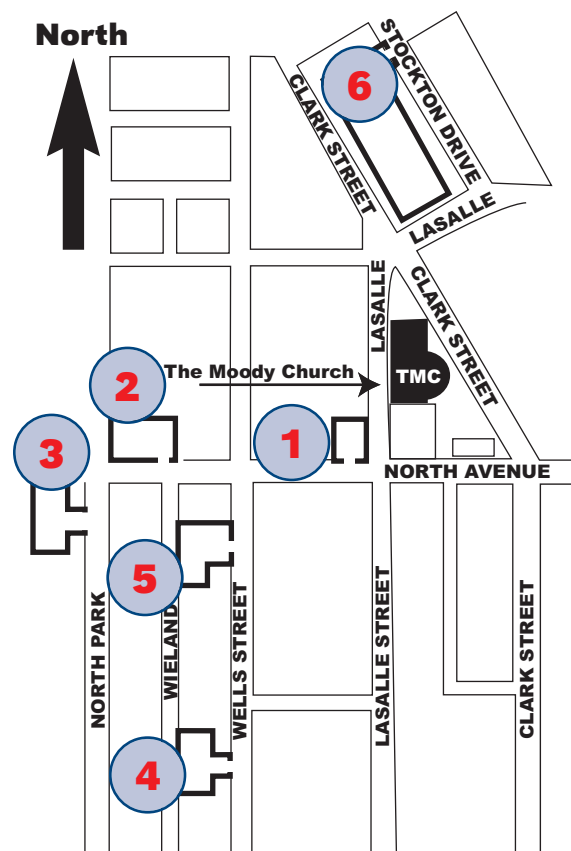 North
STOCKTON DRIVE
6
CLARK STREET
LASALLE
LASALLE
CLARK STREET
The Moody Church
TMC
2
1
3
NORTH AVENUE
5
NORTH PARK
WIELAND
WELLS STREET
LASALLE STREET
CLARK STREET
4